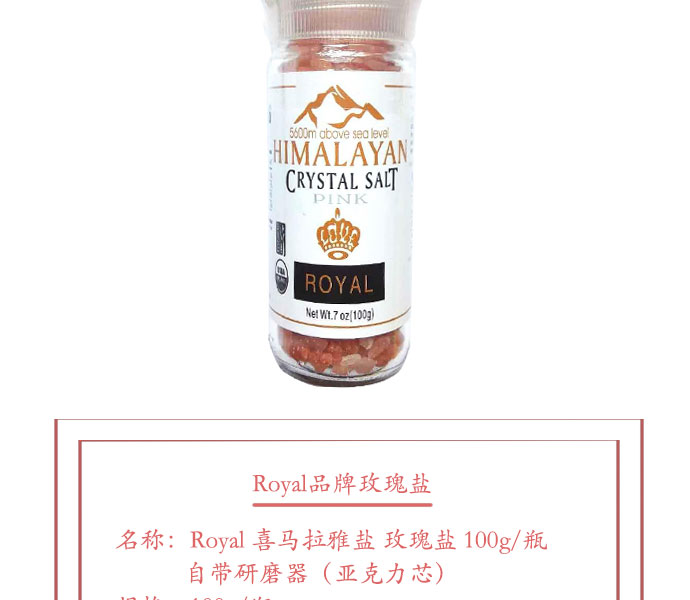 5600m above sea level
HIMALAYAN
CRYSTAL SALT
PINK
ROYAL
Net Wt.7 oz(100g)
Royal品牌玫瑰盐
名称：Royal 喜马拉雅盐 玫瑰盐 100g/瓶
自带研磨器（亚克力芯）